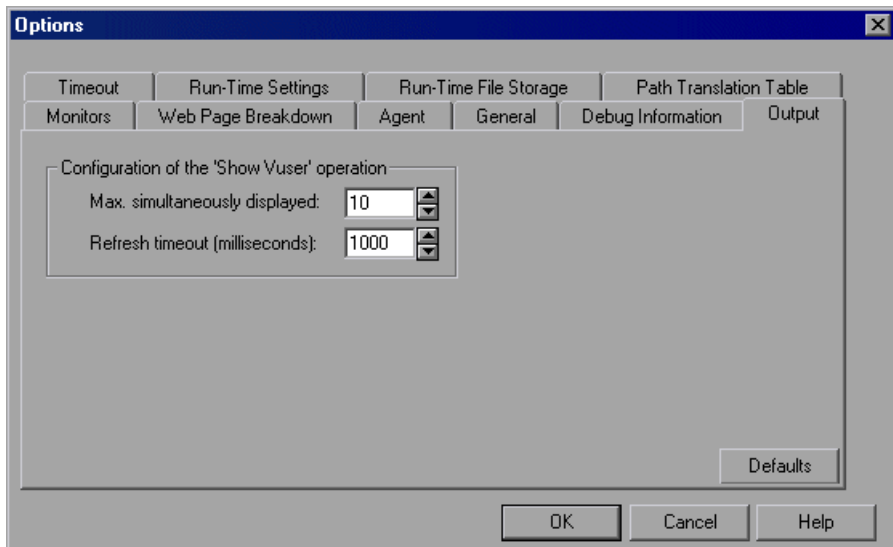 Options
Timeout
Run-Time Settings
Run-Time File Storage
Path Translation Table
Monitors
Web Page Breakdown
Agent
General
Debug Information
Output
Configuration of the 'Show Vuser' operation
Max. simultaneously displayed: 10
Refresh timeout (milliseconds): 1000
Defaults
OK
Cancel
Help